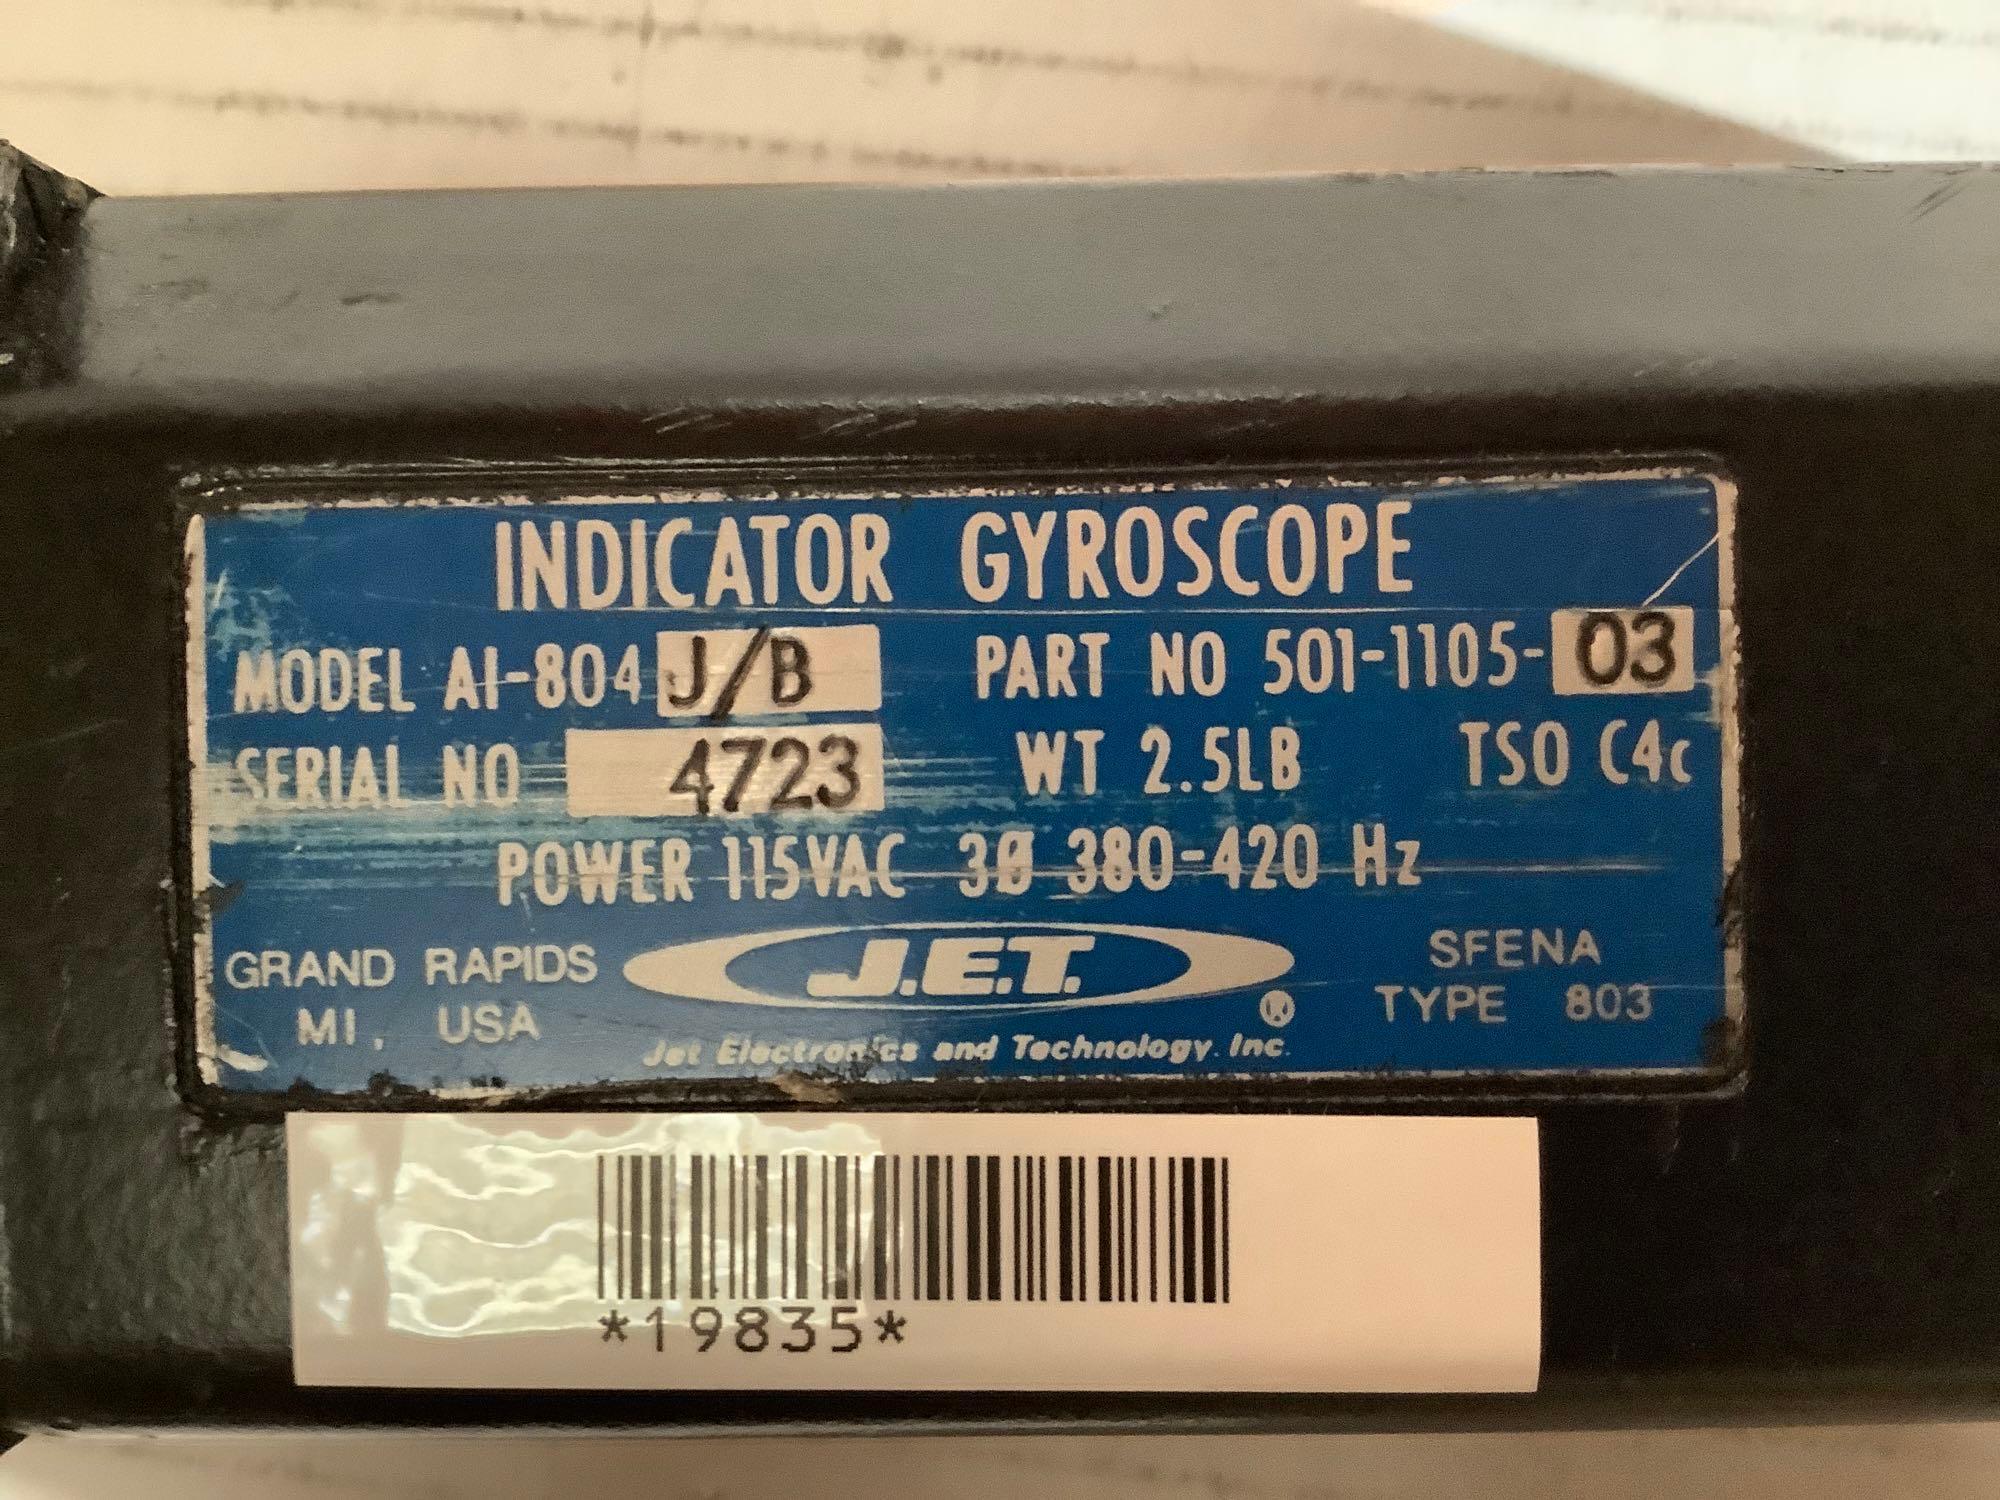 INDICATOR GYROSCOPE
MODEL AI-804 J/B PART NO 501-1105-03
SERIAL NO 4723 WT 2.5LB TSO C4c
POWER 115VAC 3Ø 380-420 Hz
GRAND RAPIDS
MI, USA
J.E.T.
®
Jet Electronics and Technology. Inc.
SFENA
TYPE 803
*19835*